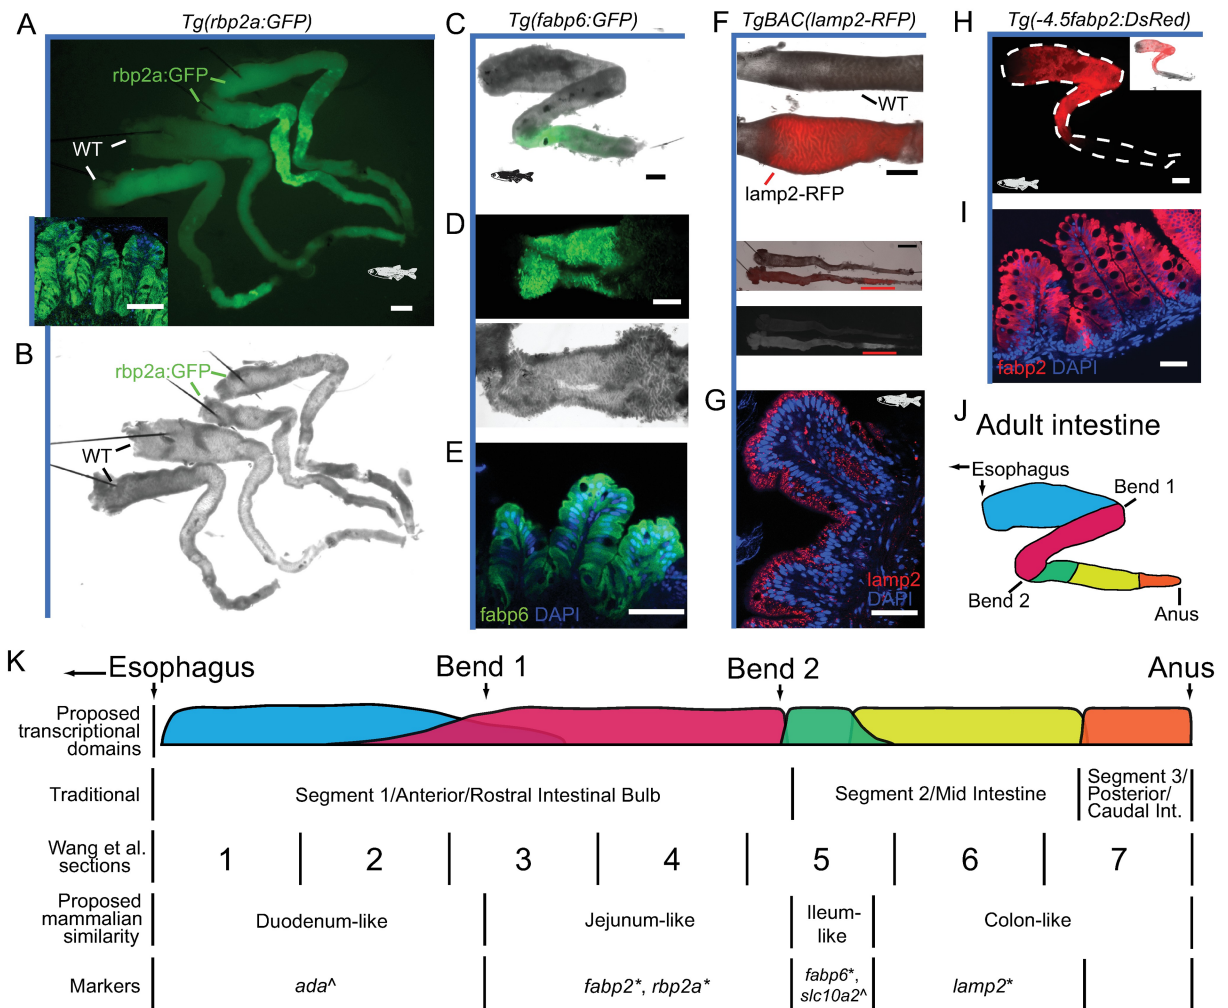 A
Tg(rbp2a:GFP)
rbp2a:GFP
WT
B
rbp2a:GFP
WT
C
Tg(fabp6:GFP)
D
E
fabp6 DAPI
F
TgBAC(lamp2-RFP)
WT
lamp2-RFP
G
lamp2
DAPI
H
Tg(-4.5fabp2:DsRed)
I
fabp2 DAPI
J
Adult intestine
Esophagus
Bend 1
Bend 2
Anus
K
Esophagus
Bend 1
Bend 2
Anus
Proposed
transcriptional
domains
Traditional
Segment 1/Anterior/Rostral Intestinal Bulb
Segment 2/Mid Intestine
Segment 3/
Posterior/
Caudal Int.
Wang et al.
sections
1 2 3 4 5 6 7
Proposed
mammalian
similarity
Duodenum-like
Jejunum-like
Ileum-
like
Colon-like
Markers
ada^
fabp2*, rbp2a*
fabp6*,
slc10a2^
lamp2*